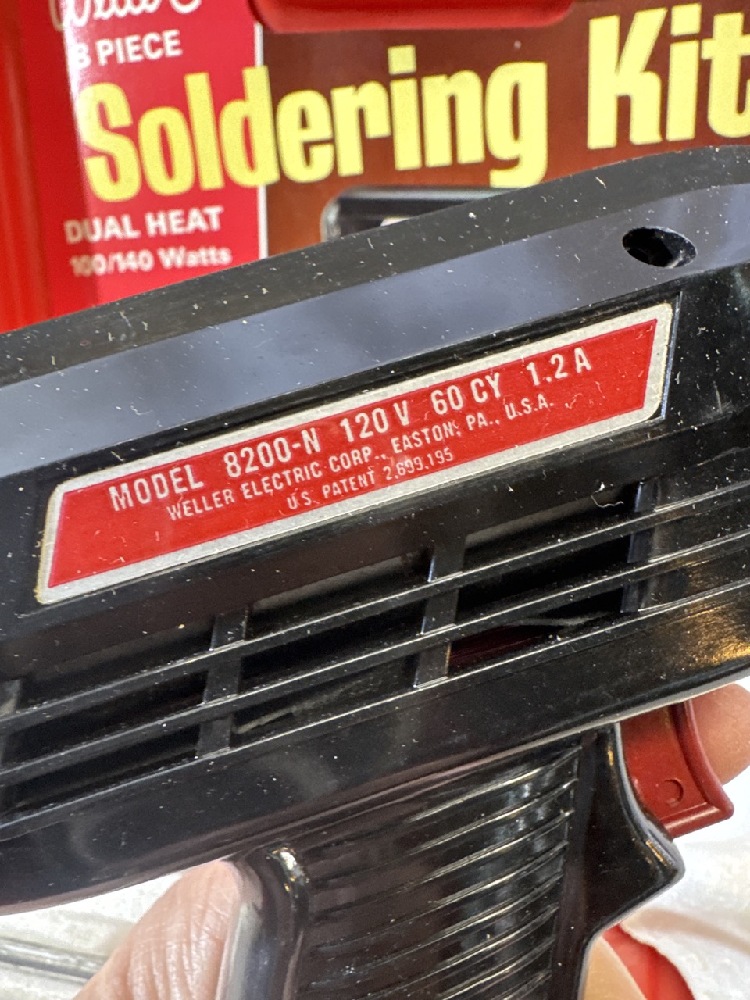 Weller
8 PIECE
Soldering Kit
DUAL HEAT
100/140 Watts
MODEL 8200-N 120 V 60 CY 1.2 A
WELLER ELECTRIC CORP., EASTON, PA., U.S.A.
U.S. PATENT 2,699,195